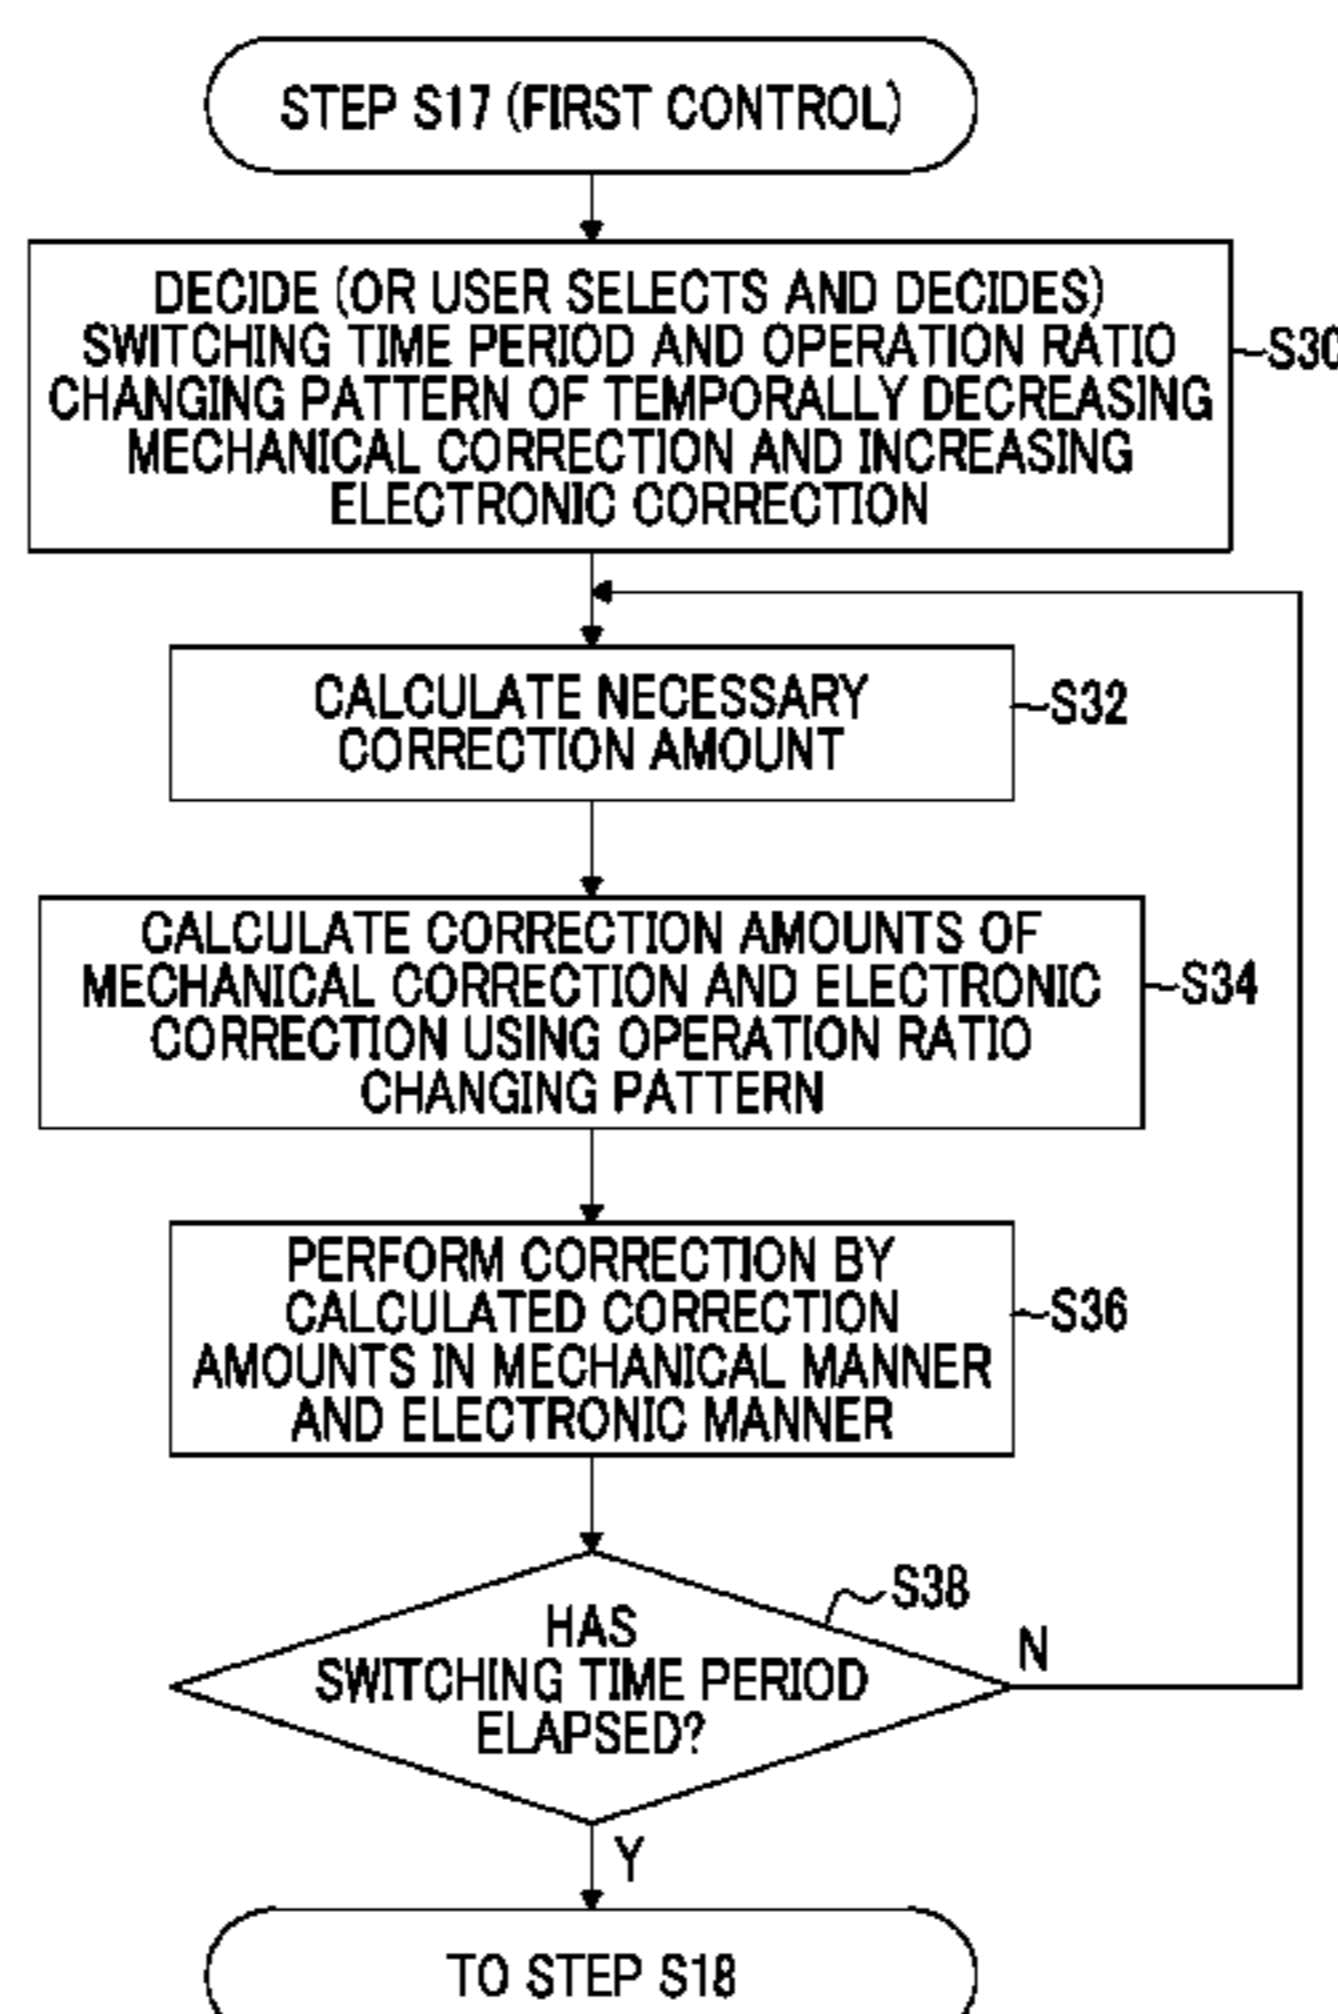 STEP S17 (FIRST CONTROL)
DECIDE (OR USER SELECTS AND DECIDES)
SWITCHING TIME PERIOD AND OPERATION RATIO
CHANGING PATTERN OF TEMPORALLY DECREASING
MECHANICAL CORRECTION AND INCREASING
ELECTRONIC CORRECTION
S30
CALCULATE NECESSARY
CORRECTION AMOUNT
S32
CALCULATE CORRECTION AMOUNTS OF
MECHANICAL CORRECTION AND ELECTRONIC
CORRECTION USING OPERATION RATIO
CHANGING PATTERN
S34
PERFORM CORRECTION BY
CALCULATED CORRECTION
AMOUNTS IN MECHANICAL MANNER
AND ELECTRONIC MANNER
S36
S38
HAS
SWITCHING TIME PERIOD
ELAPSED?
N
Y
TO STEP S18